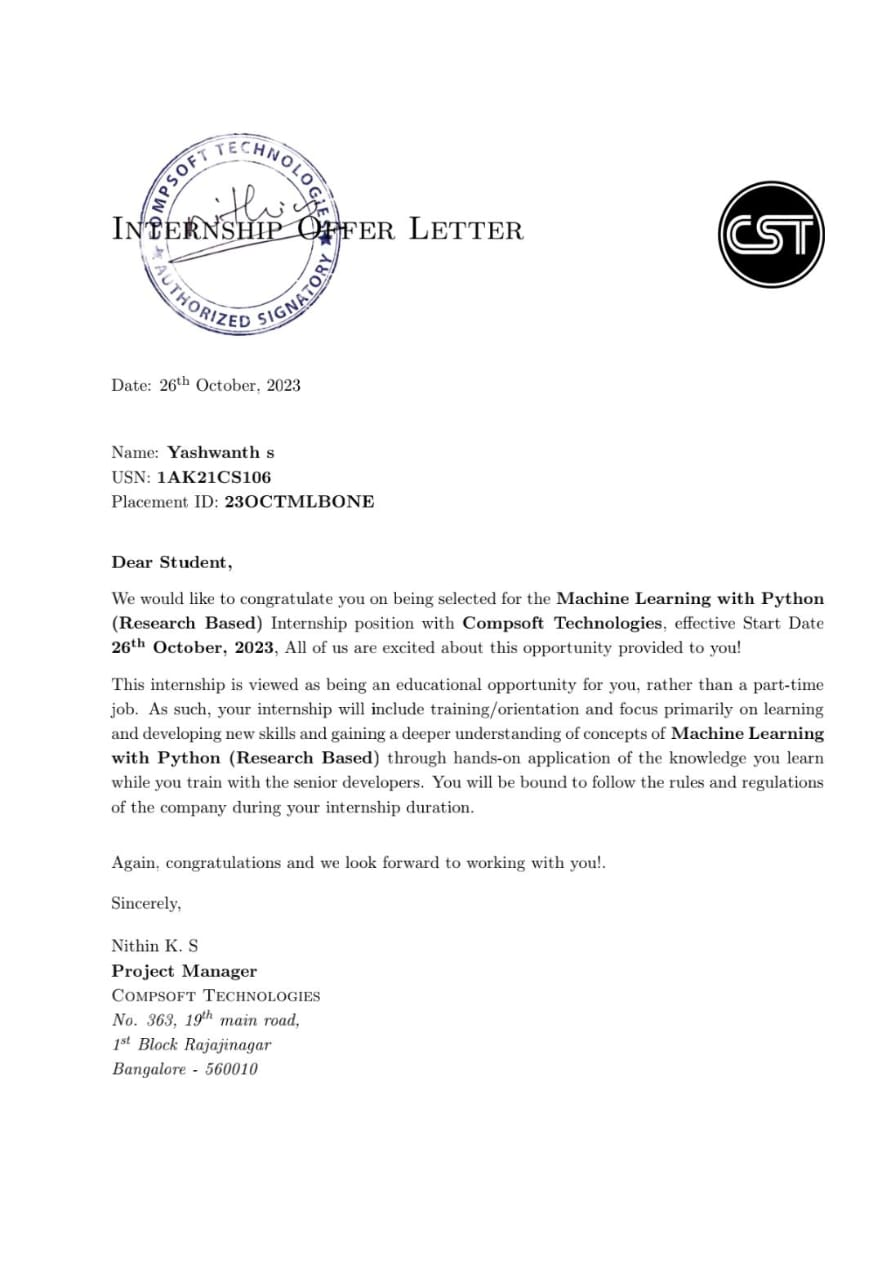 COMPSOFT TECHNOLOGIES
AUTHORIZED SIGNATORY
INTERNSHIP OFFER LETTER
CST
Date: 26th October, 2023
Name: Yashwanth s
USN: 1AK21CS106
Placement ID: 23OCTMLBONE
Dear Student,
We would like to congratulate you on being selected for the Machine Learning with Python
(Research Based) Internship position with Compsoft Technologies, effective Start Date
26th October, 2023, All of us are excited about this opportunity provided to you!
This internship is viewed as being an educational opportunity for you, rather than a part-time
job. As such, your internship will include training/orientation and focus primarily on learning
and developing new skills and gaining a deeper understanding of concepts of Machine Learning
with Python (Research Based) through hands-on application of the knowledge you learn
while you train with the senior developers. You will be bound to follow the rules and regulations
of the company during your internship duration.
Again, congratulations and we look forward to working with you!.
Sincerely,
Nithin K. S
Project Manager
COMPSOFT TECHNOLOGIES
No. 363, 19th main road,
1st Block Rajajinagar
Bangalore - 560010